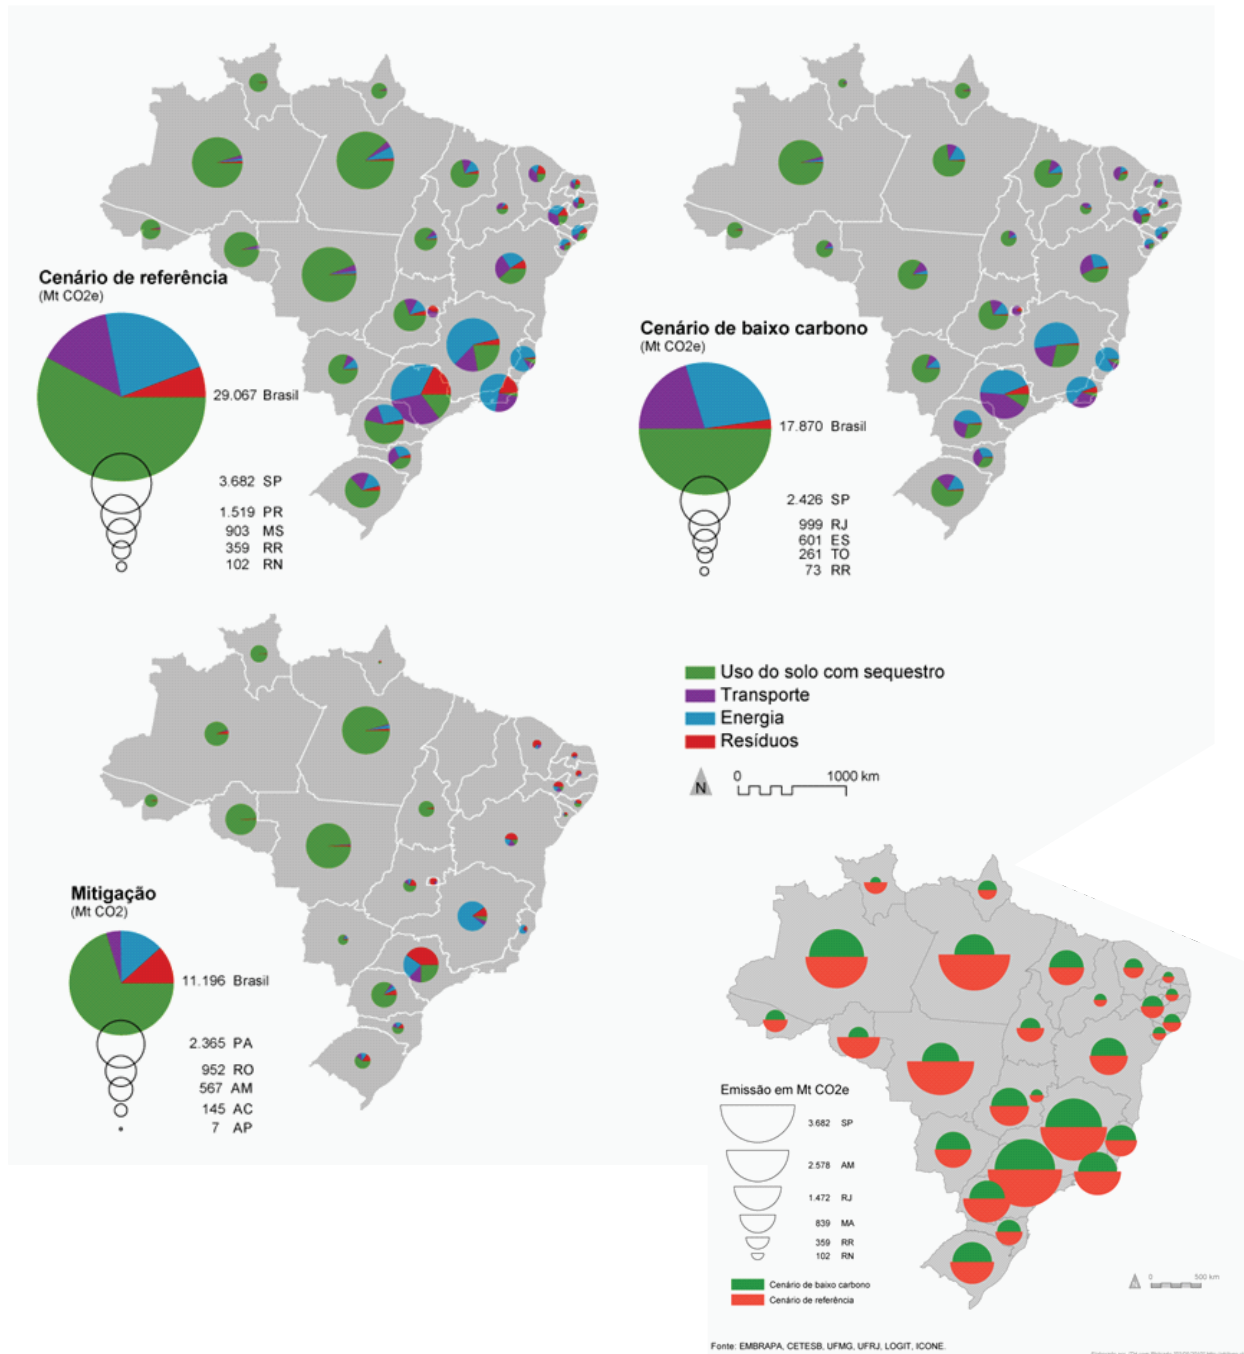 Cenário de referência
(Mt CO2e)
29.067 Brasil
3.682 SP
1.519 PR
903 MS
359 RR
102 RN
Cenário de baixo carbono
(Mt CO2e)
17.870 Brasil
2.426 SP
999 RJ
601 ES
261 TO
73 RR
Uso do solo com sequestro
Transporte
Energia
Resíduos
N
0 1000 km
Mitigação
(Mt CO2)
11.196 Brasil
2.365 PA
952 RO
567 AM
145 AC
7 AP
Emissão em Mt CO2e
3.682 SP
2.578 AM
1.472 RJ
839 MA
359 RR
102 RN
Cenário de baixo carbono
Cenário de referência
0 500 km
Fonte: EMBRAPA, CETESB, UFMG, UFRJ, LOGIT, ICONE.